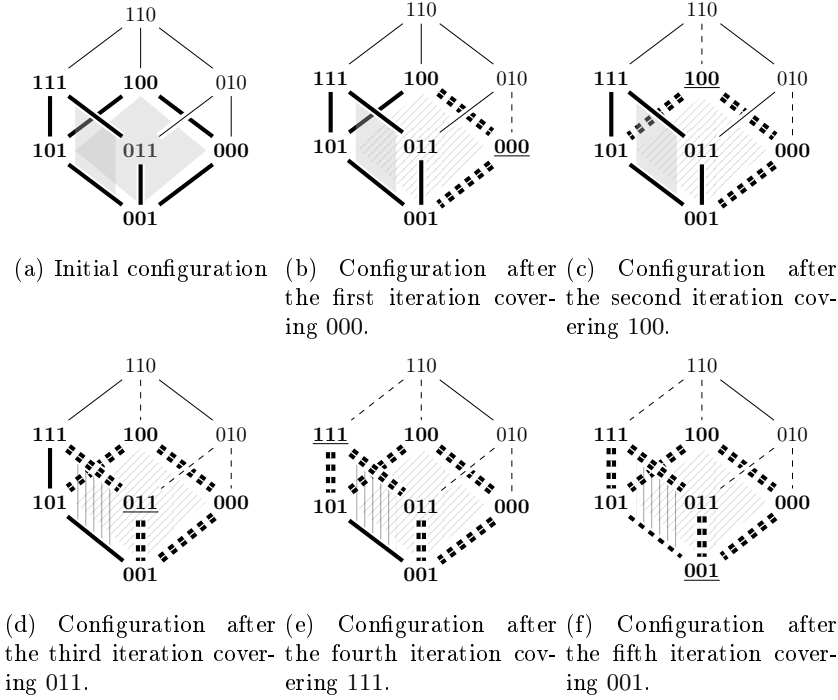 110 110 110
111 100 010 111 100 010 111 100 010
101 011 000 101 011 000 101 011 000
001 001 001
(a) Initial configuration (b) Configuration after (c) Configuration after
the first iteration cover- the second iteration cov-
ing 000. ering 100.
110 110 110
111 100 010 111 100 010 111 100 010
101 011 000 101 011 000 101 011 000
001 001 001
(d) Configuration after (e) Configuration after (f) Configuration after
the third iteration cover- the fourth iteration cov- the fifth iteration cover-
ing 011. ering 111. ing 001.